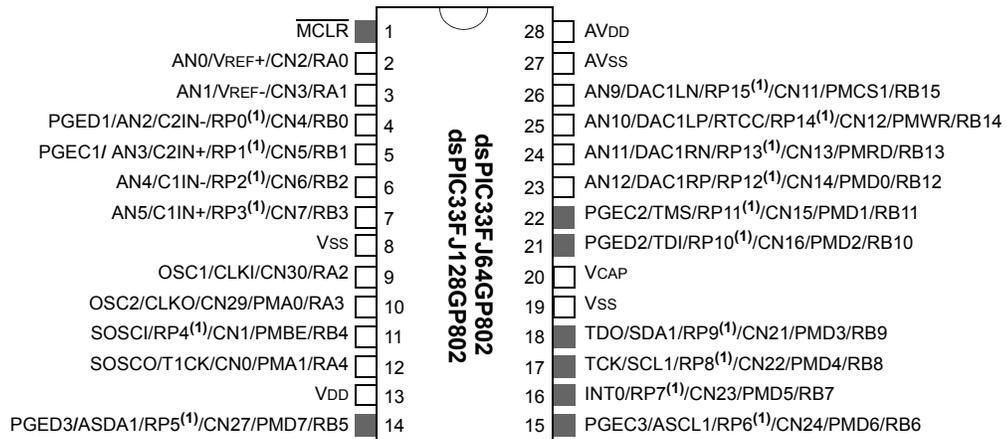 MCLR 1 28 AVDD
AN0/VREF+/CN2/RA0 2 27 AVSS
AN1/VREF-/CN3/RA1 3 26 AN9/DAC1LN/RP15(1)/CN11/PMCS1/RB15
PGED1/AN2/C2IN-/RP0(1)/CN4/RB0 4 25 AN10/DAC1LP/RTCC/RP14(1)/CN12/PMWR/RB14
PGEC1/ AN3/C2IN+/RP1(1)/CN5/RB1 5 24 AN11/DAC1RN/RP13(1)/CN13/PMRD/RB13
AN4/C1IN-/RP2(1)/CN6/RB2 6 23 AN12/DAC1RP/RP12(1)/CN14/PMD0/RB12
AN5/C1IN+/RP3(1)/CN7/RB3 7 22 PGEC2/TMS/RP11(1)/CN15/PMD1/RB11
VSS 8 21 PGED2/TDI/RP10(1)/CN16/PMD2/RB10
OSC1/CLKI/CN30/RA2 9 20 VCAP
OSC2/CLKO/CN29/PMA0/RA3 10 19 VSS
SOSCI/RP4(1)/CN1/PMBE/RB4 11 18 TDO/SDA1/RP9(1)/CN21/PMD3/RB9
SOSCO/T1CK/CN0/PMA1/RA4 12 17 TCK/SCL1/RP8(1)/CN22/PMD4/RB8
VDD 13 16 INT0/RP7(1)/CN23/PMD5/RB7
PGED3/ASDA1/RP5(1)/CN27/PMD7/RB5 14 15 PGEC3/ASCL1/RP6(1)/CN24/PMD6/RB6
dsPIC33FJ64GP802
dsPIC33FJ128GP802